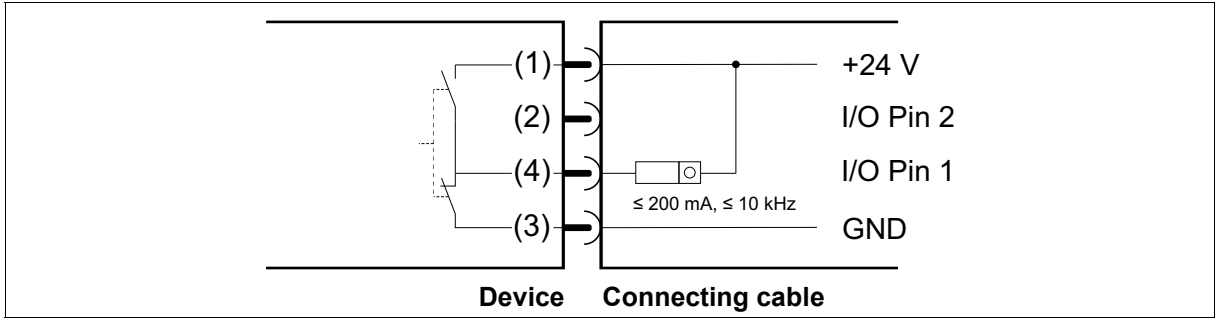 (1) +24 V
(2) I/O Pin 2
(4) I/O Pin 1
≤ 200 mA, ≤ 10 kHz
(3) GND
Device Connecting cable